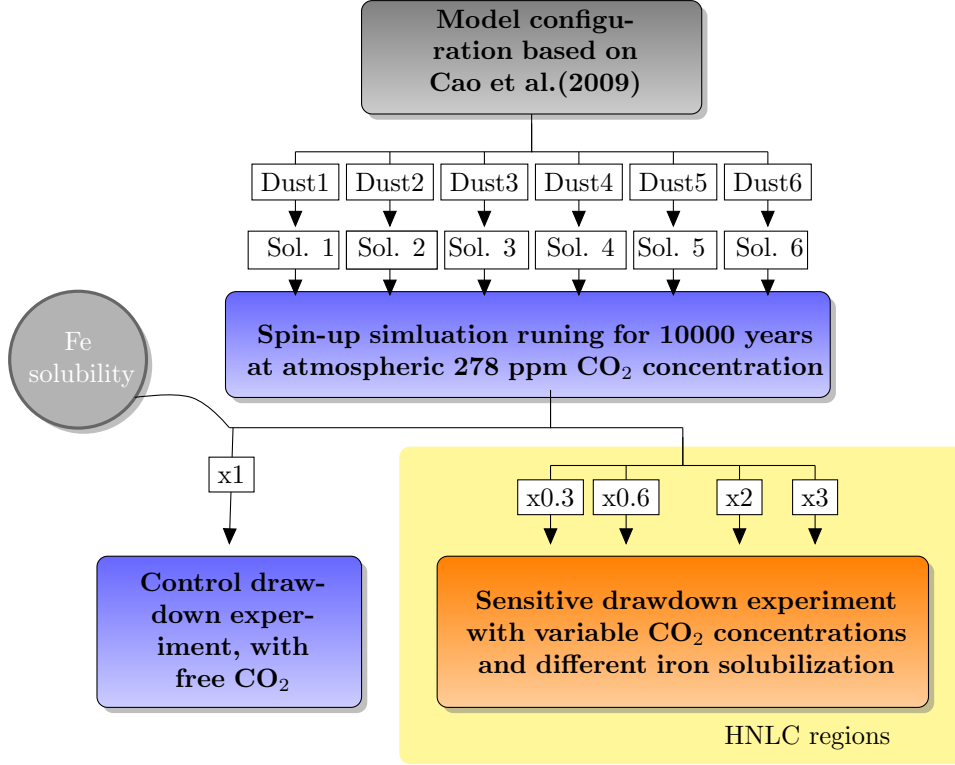 Model configu-
ration based on
Cao et al.(2009)
Dust1 Dust2 Dust3 Dust4 Dust5 Dust6
Sol. 1 Sol. 2 Sol. 3 Sol. 4 Sol. 5 Sol. 6
Spin-up simluation runing for 10000 years
at atmospheric 278 ppm CO₂ concentration
Fe
solubility
x1
x0.3 x0.6 x2 x3
Control draw-
down exper-
iment, with
free CO₂
Sensitive drawdown experiment
with variable CO₂ concentrations
and different iron solubilization
HNLC regions